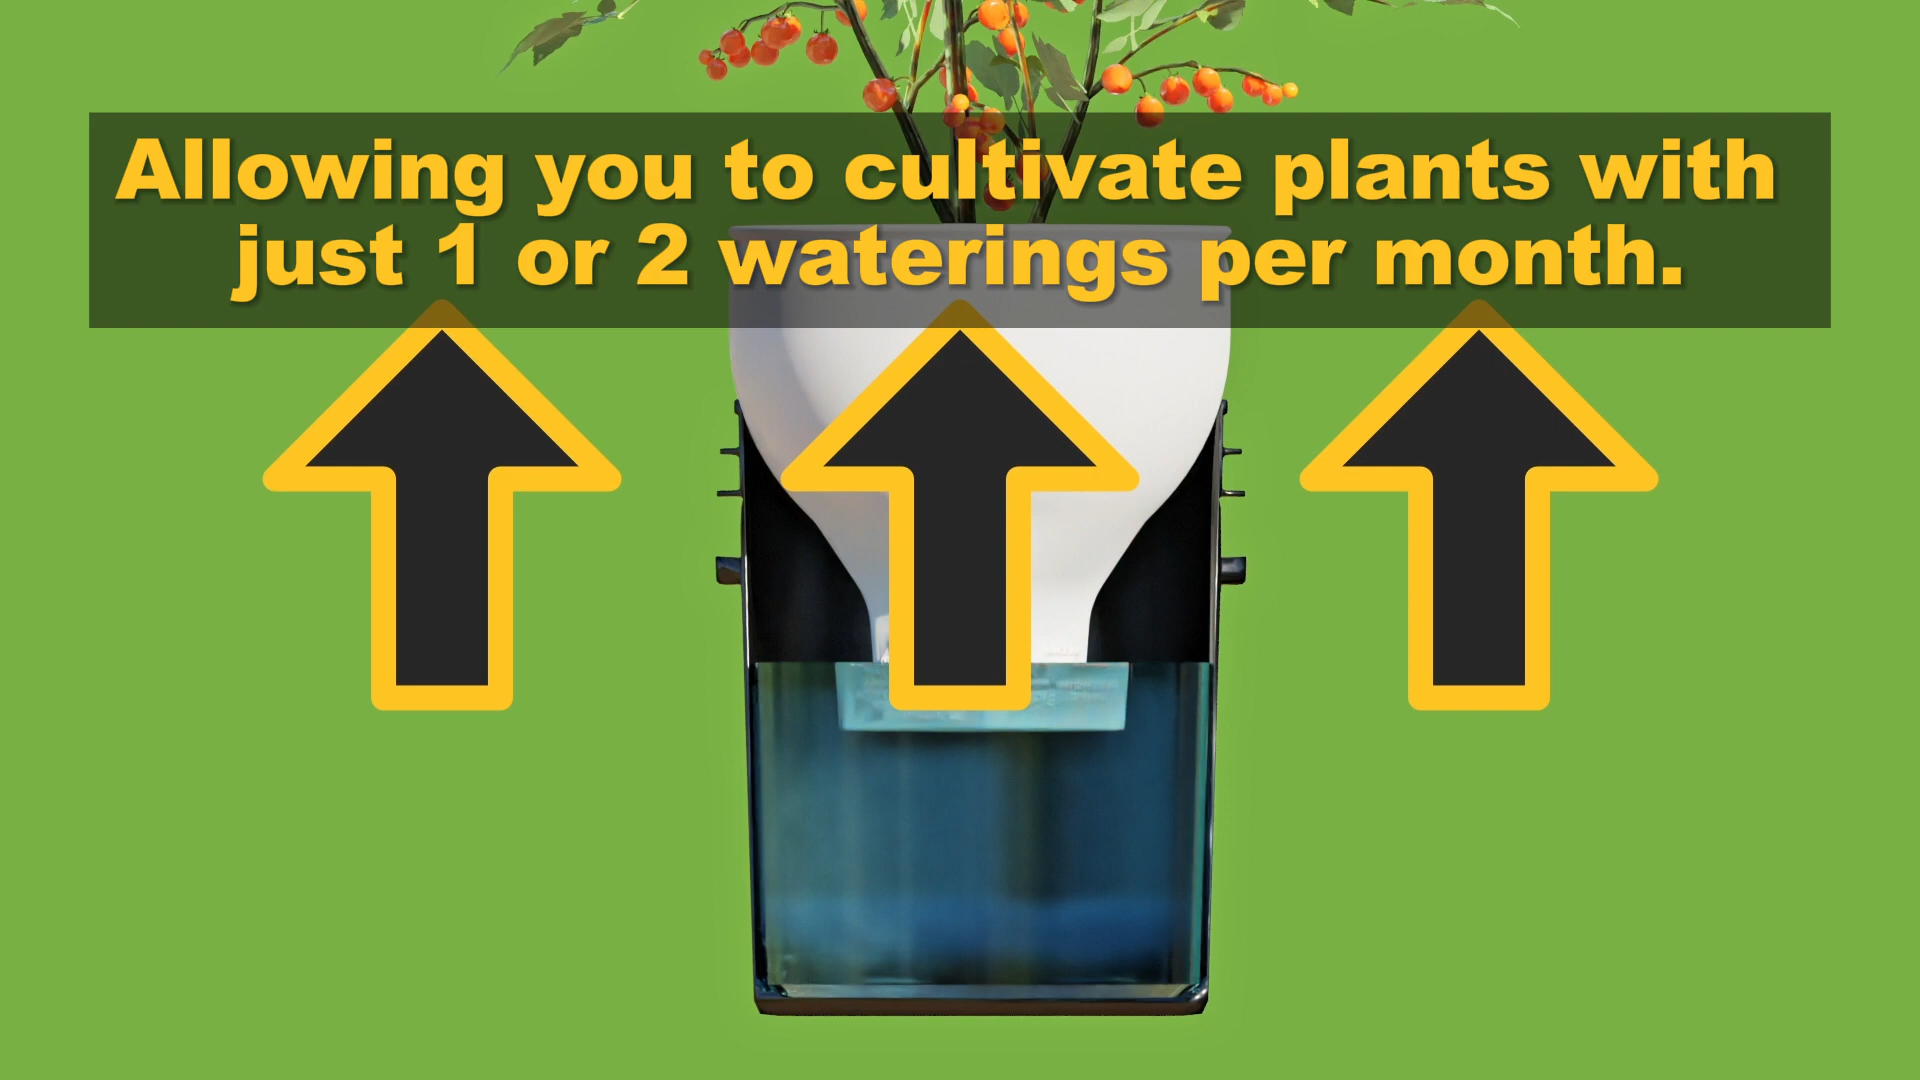 Allowing you to cultivate plants with
just 1 or 2 waterings per month.